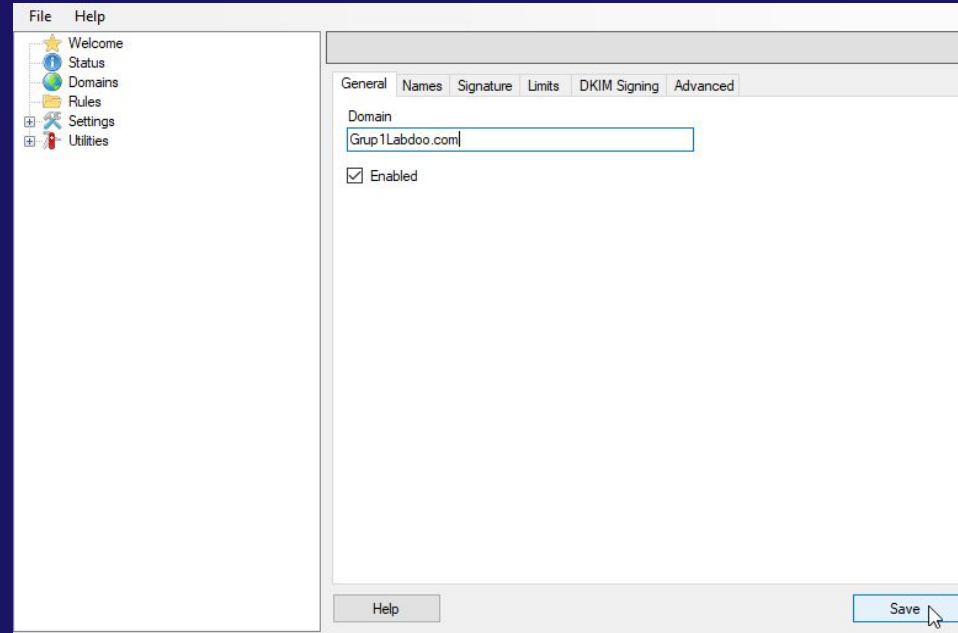 File Help
Welcome
Status
Domains
Rules
Settings
Utilities
General Names Signature Limits DKIM Signing Advanced
Domain
Grup1Labdoo.com
Enabled
Help Save